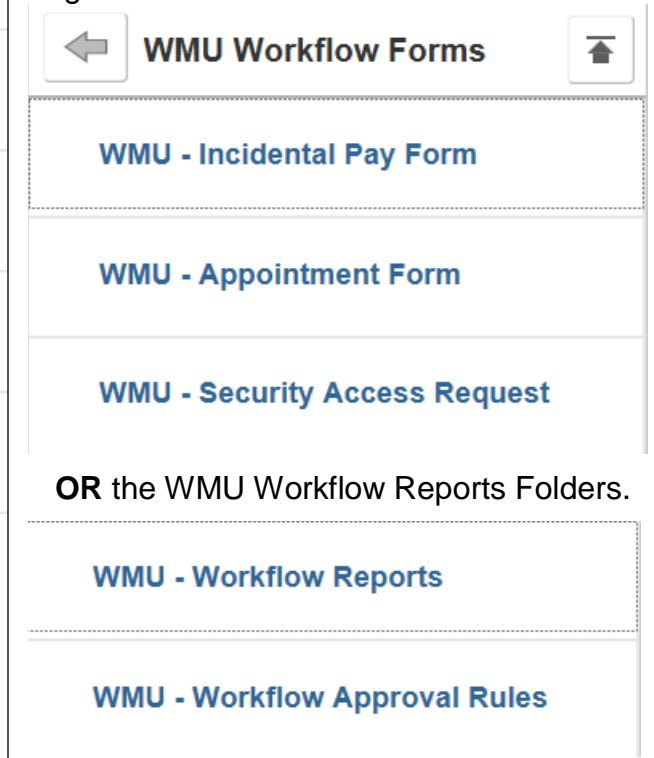 WMU Workflow Forms
WMU - Incidental Pay Form
WMU - Appointment Form
WMU - Security Access Request
OR the WMU Workflow Reports Folders.
WMU - Workflow Reports
WMU - Workflow Approval Rules